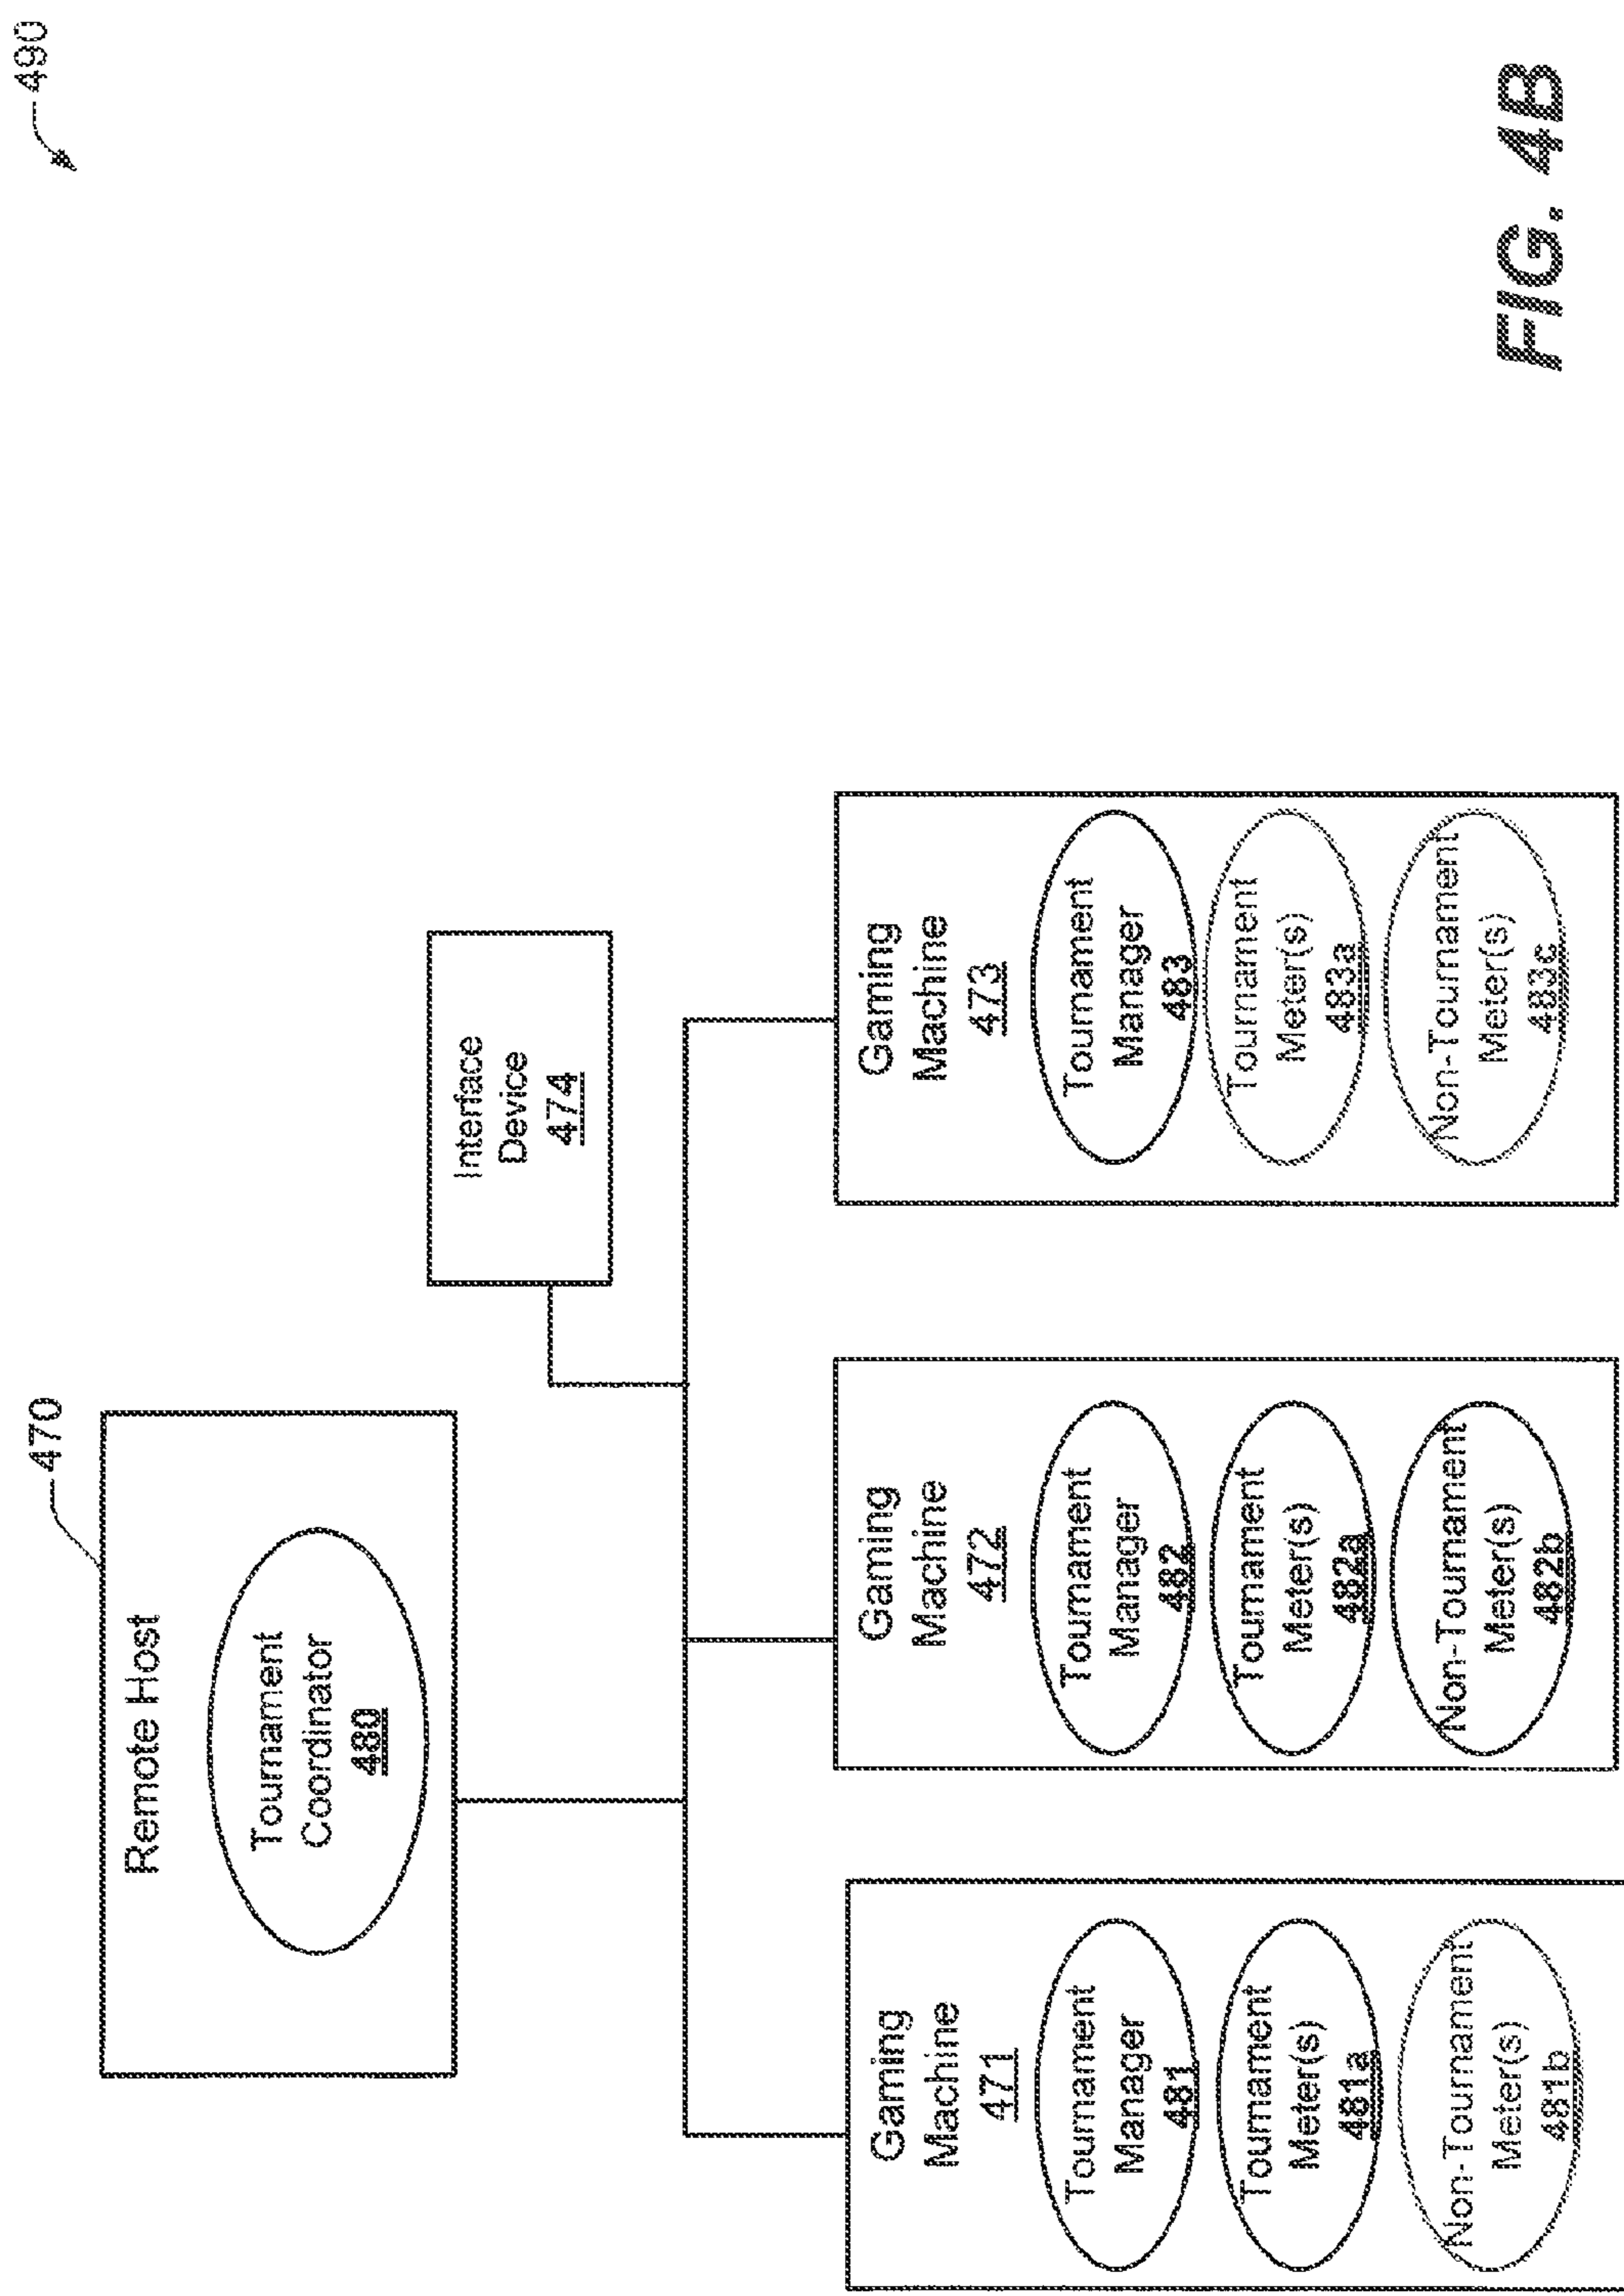 490
470
Remote Host
Tournament
Coordinator
480
Interface
Device
474
Gaming
Machine
471
Tournament
Manager
481
Tournament
Meter(s)
481a
Non-Tournament
Meter(s)
481b
Gaming
Machine
472
Tournament
Manager
482
Tournament
Meter(s)
482a
Non-Tournament
Meter(s)
482b
Gaming
Machine
473
Tournament
Manager
483
Tournament
Meter(s)
483a
Non-Tournament
Meter(s)
483c
FIG. 4B